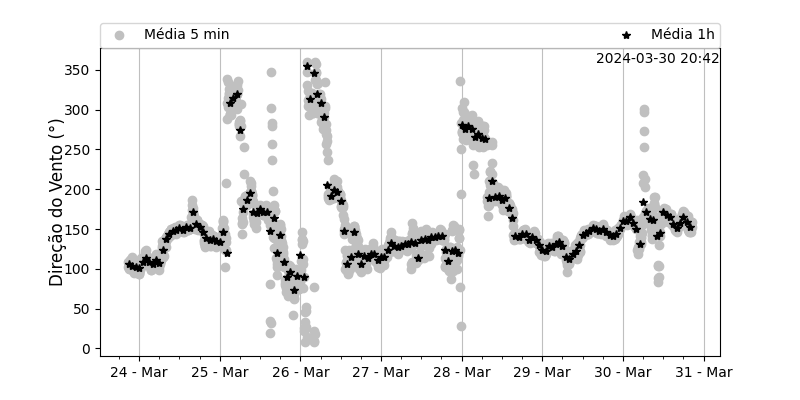 Média 5 min
Média 1h
2024-03-30 20:42
Direção do Vento (°)
350
300
250
200
150
100
50
0
24 - Mar
25 - Mar
26 - Mar
27 - Mar
28 - Mar
29 - Mar
30 - Mar
31 - Mar